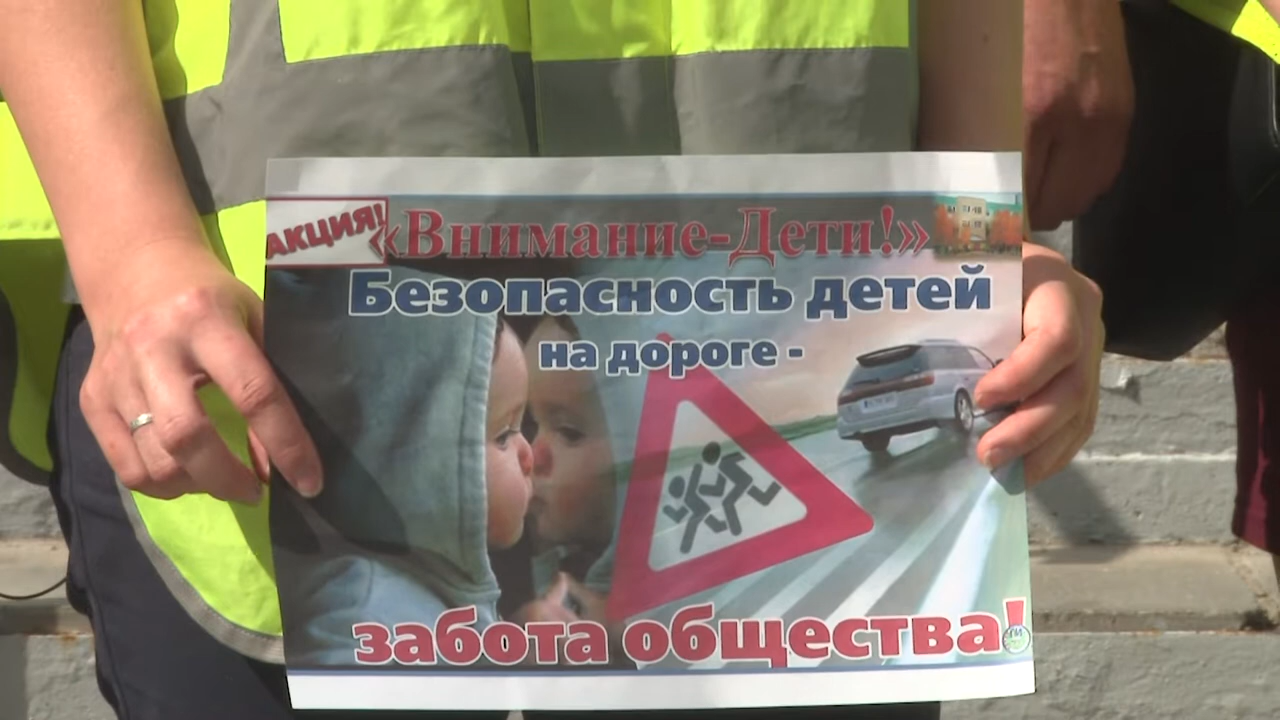 АКЦИЯ!
«Внимание-Дети!»
Безопасность детей
на дороге -
забота общества!